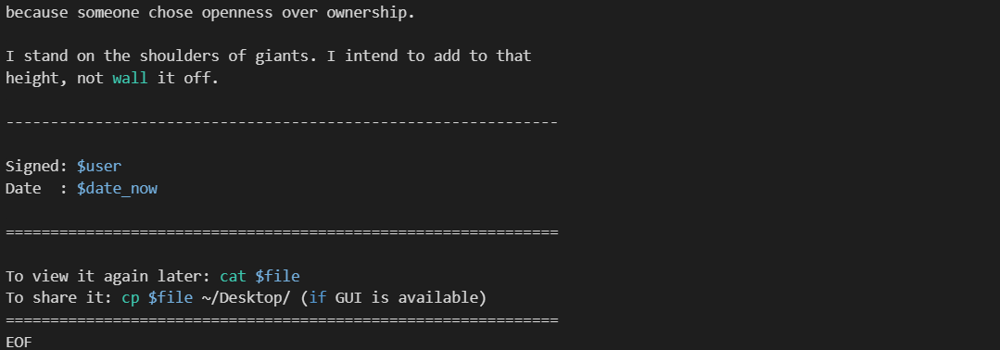 because someone chose openness over ownership.
I stand on the shoulders of giants. I intend to add to that
height, not wall it off.
--------------------------------------------------------------
Signed: $user
Date  : $date_now
==============================================================
To view it again later: cat $file
To share it: cp $file ~/Desktop/ (if GUI is available)
==============================================================
EOF